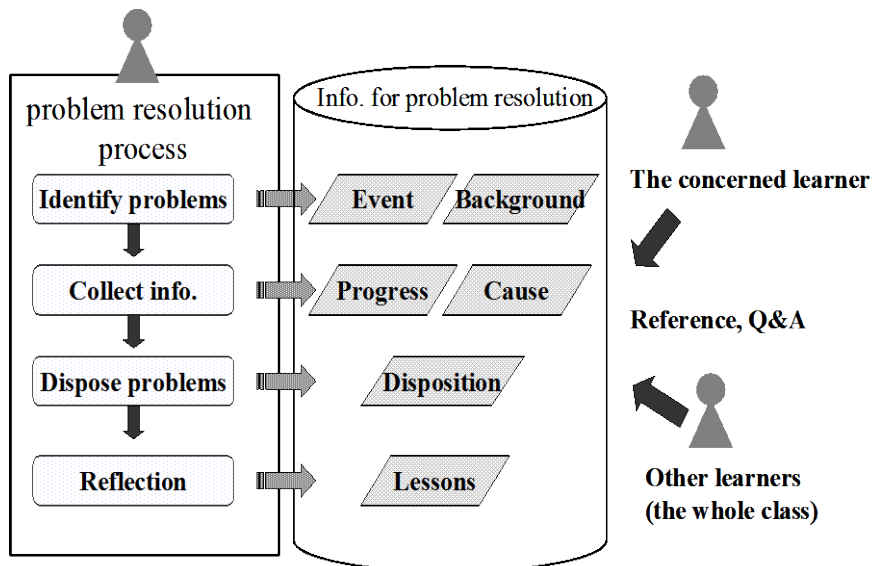 problem resolution
process
Identify problems
Collect info.
Dispose problems
Reflection
Info. for problem resolution
Event
Background
Progress
Cause
Disposition
Lessons
The concerned learner
Reference, Q&A
Other learners
(the whole class)